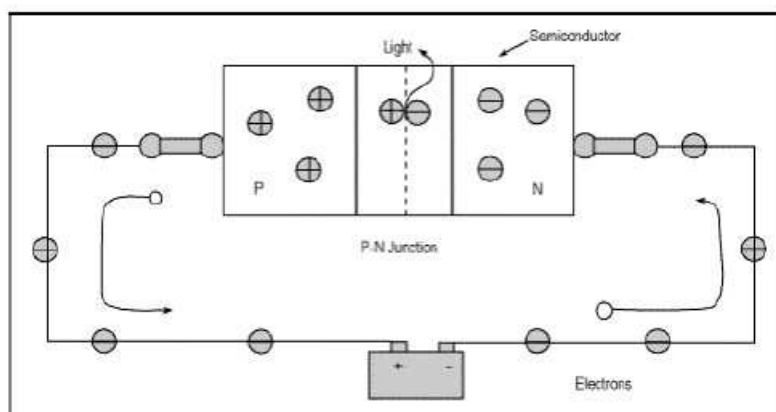 Semiconductor
Light
P
N
P-N Junction
+ -
Electrons